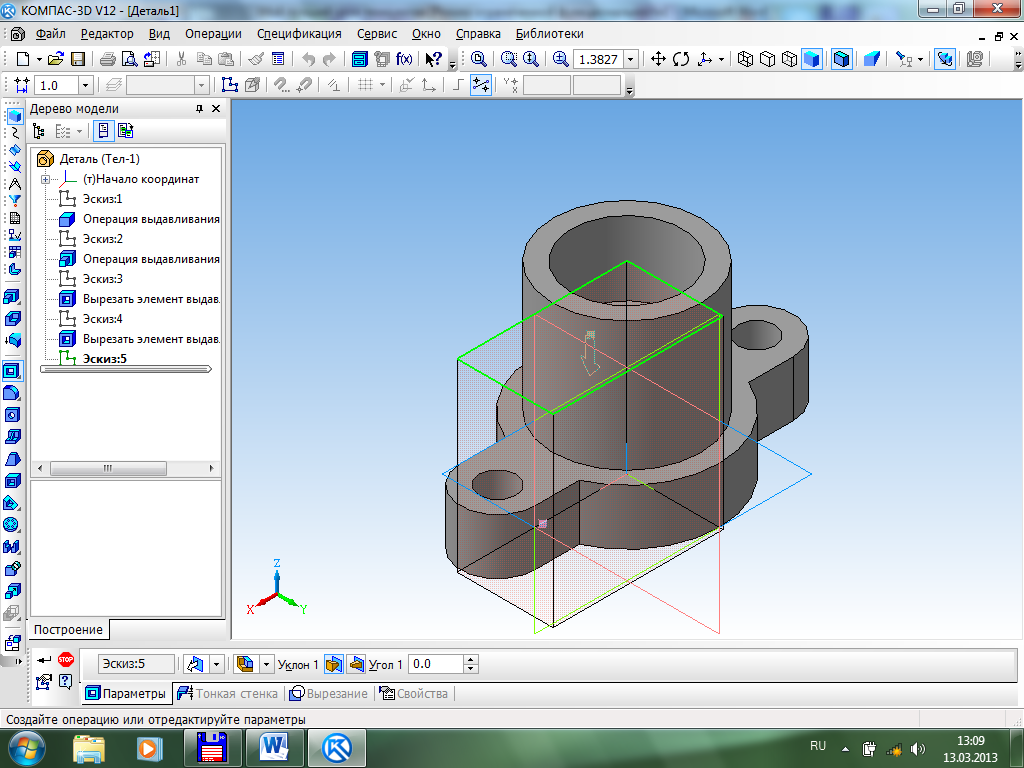 КОМПАС-3D V12 - [Деталь1]
Файл Редактор Вид Операции Спецификация Сервис Окно Справка Библиотеки
f(x) 1.3827
1.0
Дерево модели
Деталь (Тел-1)
(т)Начало координат
Эскиз:1
Операция выдавливания
Эскиз:2
Операция выдавливания
Эскиз:3
Вырезать элемент выдав
Эскиз:4
Вырезать элемент выдав
Эскиз:5
Z
X
Y
Построение
STOP Эскиз:5 Уклон 1 Угол 1 0.0
Параметры Тонкая стенка Вырезание Свойства
Создайте операцию или отредактируйте параметры
RU 13:09
13.03.2013